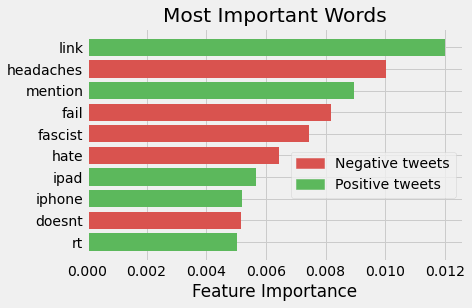 Most Important Words
link
headaches
mention
fail
fascist
hate
ipad
iphone
doesnt
rt
Negative tweets
Positive tweets
0.000 0.002 0.004 0.006 0.008 0.010 0.012
Feature Importance